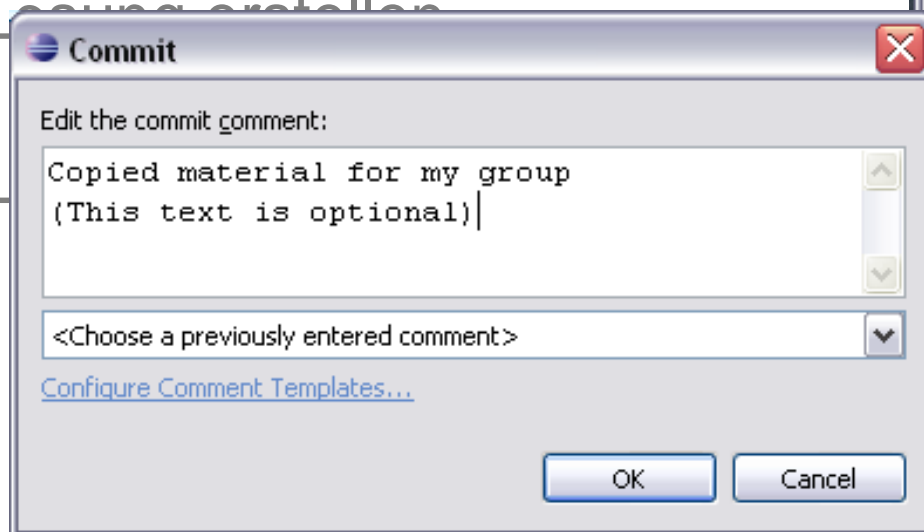 erstellen
Commit
Edit the commit comment:
Copied material for my group
(This text is optional)
<Choose a previously entered comment>
Configure Comment Templates...
OK
Cancel